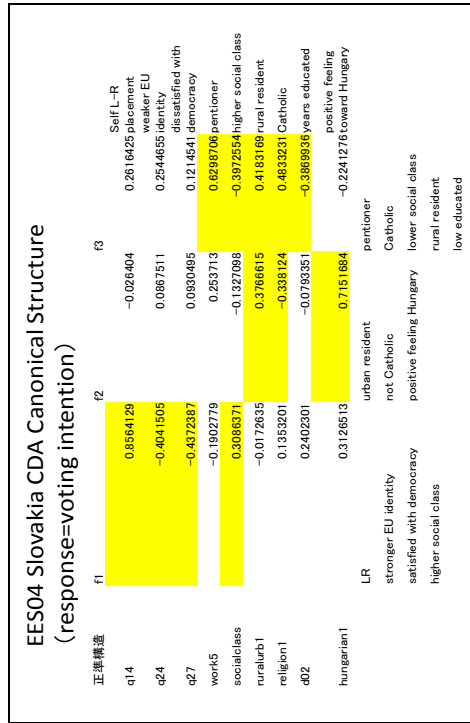 EES04 Slovakia CDA Canonical Structure
(response=voting intention)
正準構造 f1 f2 f3
Self L-R
q14 0.8564129 −0.026404 0.2616425 placement
weaker EU
q24 −0.4041505 0.0867511 0.2544655 identity
dissatisfied with
q27 −0.4372387 0.0930495 0.1214541 democracy
work5 −0.1902779 0.253713 0.6298706 pentioner
socialclass 0.3086371 −0.1327098 −0.3972554 higher social class
ruralurb1 −0.0172635 0.3766615 0.4183169 rural resident
religion1 0.1353201 −0.338124 0.4833231 Catholic
d02 0.2402301 −0.0793351 −0.3869936 years educated
positive feeling
hungarian1 0.3126513 0.7151684 −0.2241276 toward Hungary
LR urban resident pentioner
stronger EU identity not Catholic Catholic
satisfied with democracy positive feeling Hungary lower social class
higher social class rural resident
low educated